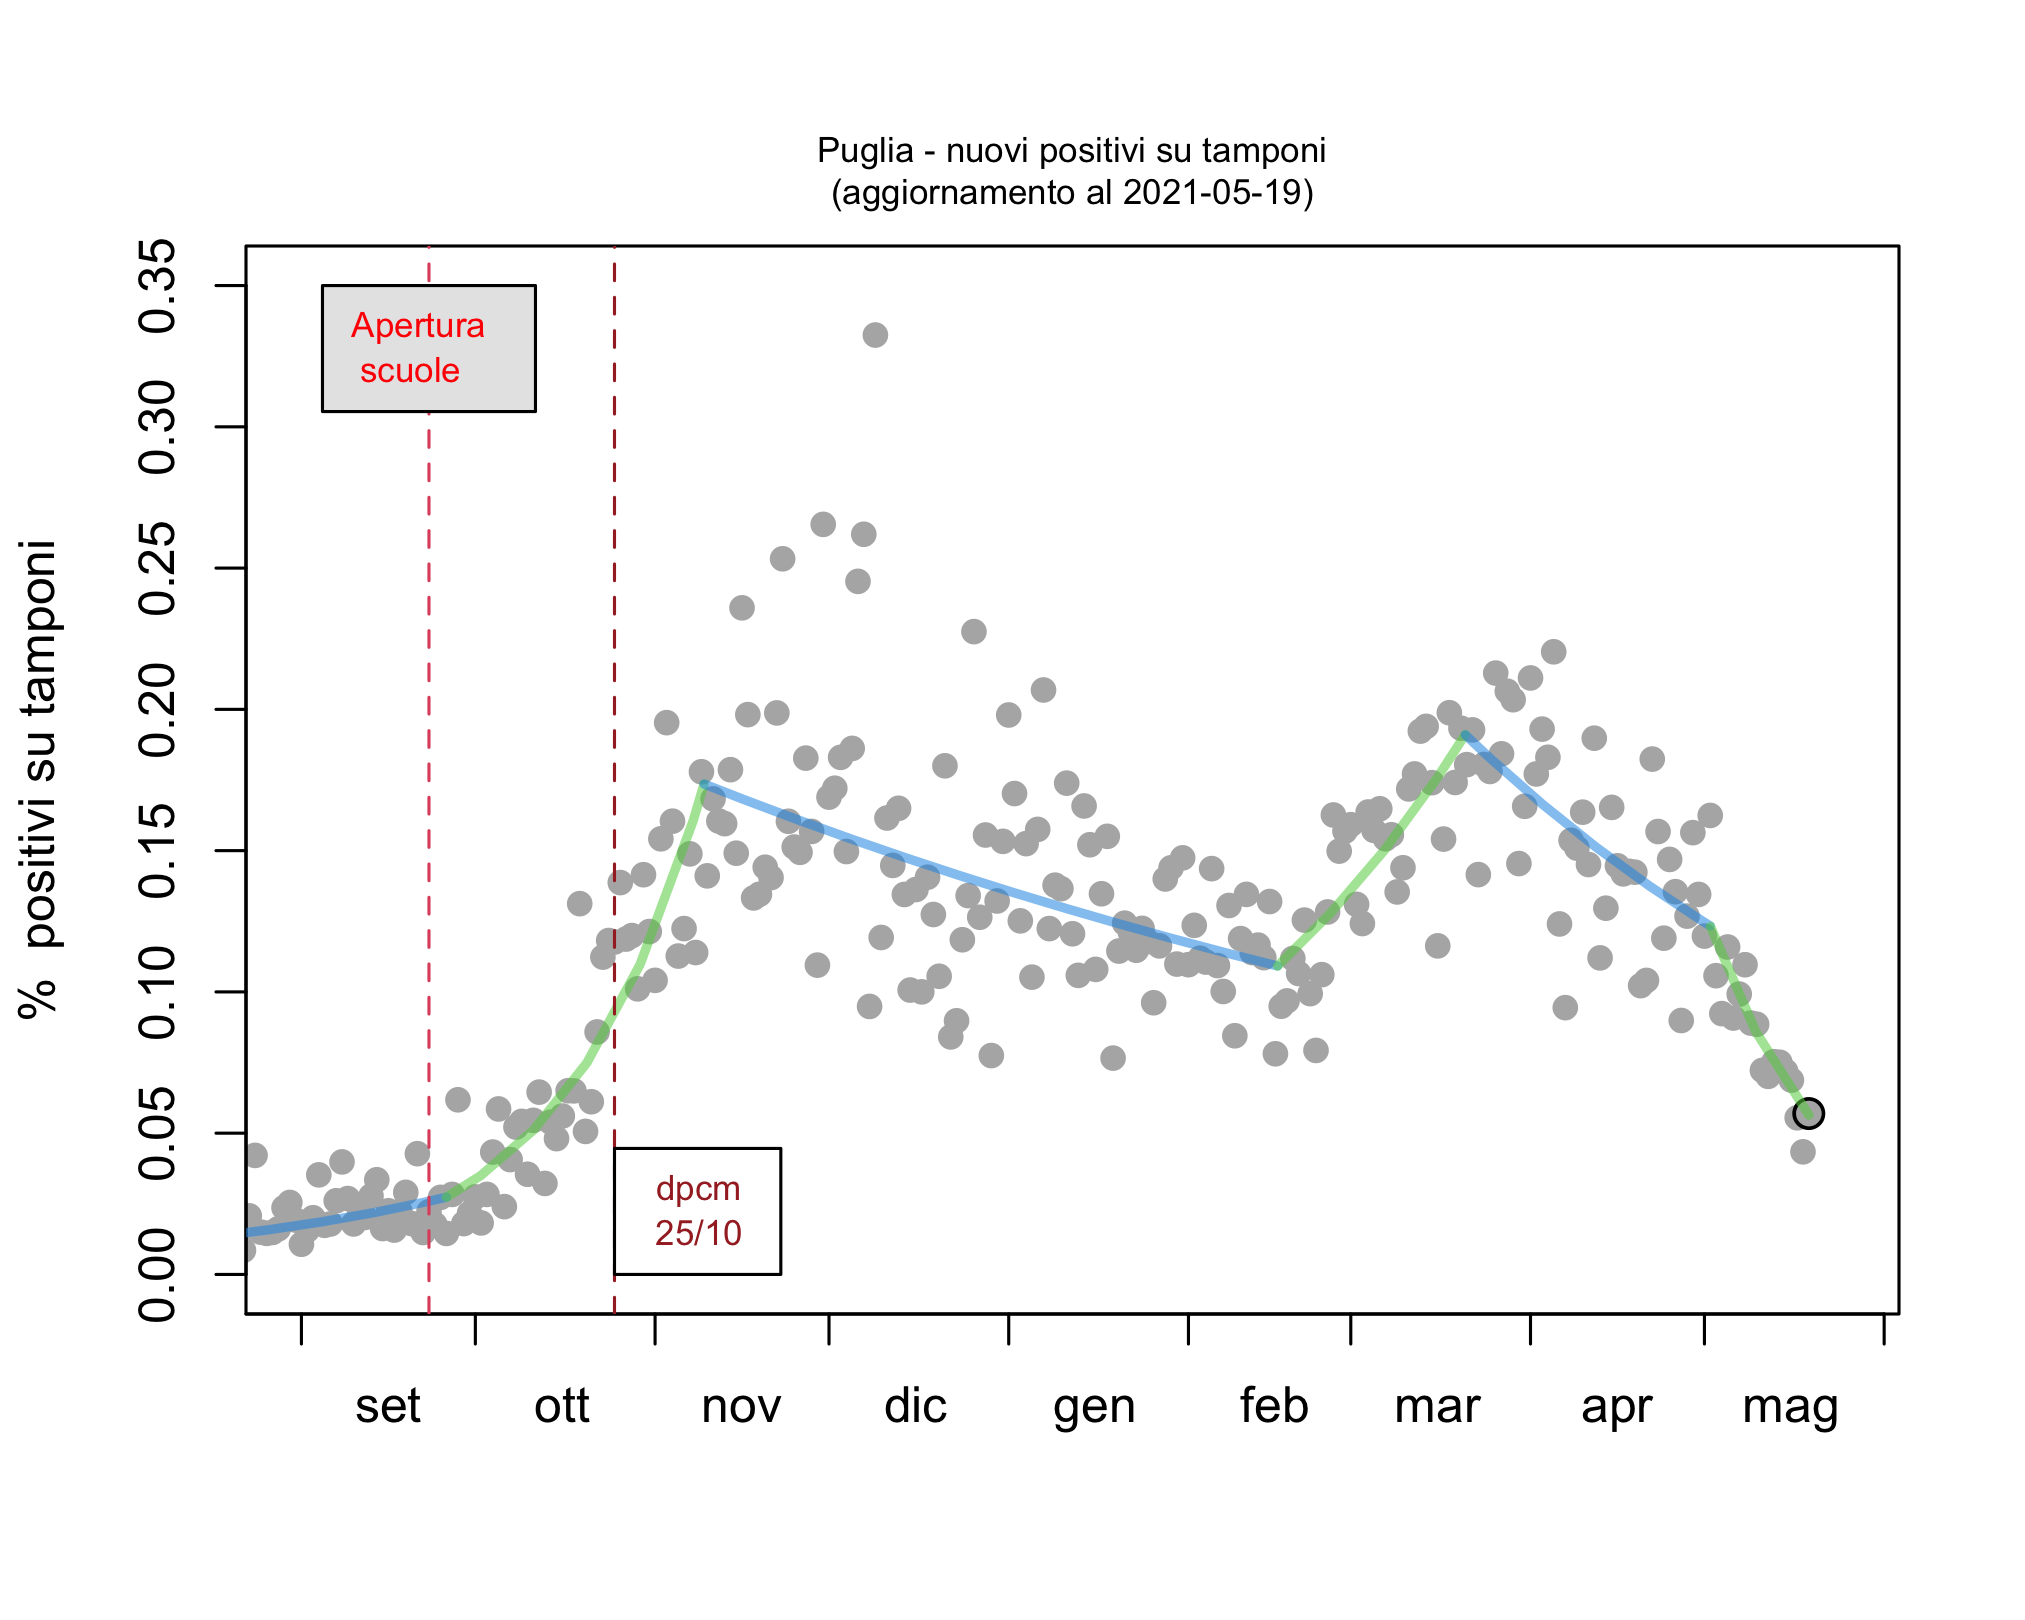 Puglia - nuovi positivi su tamponi
(aggiornamento al 2021-05-19)
% positivi su tamponi
0.35
0.30
0.25
0.20
0.15
0.10
0.05
0.00
Apertura
scuole
dpcm
25/10
set ott nov dic gen feb mar apr mag